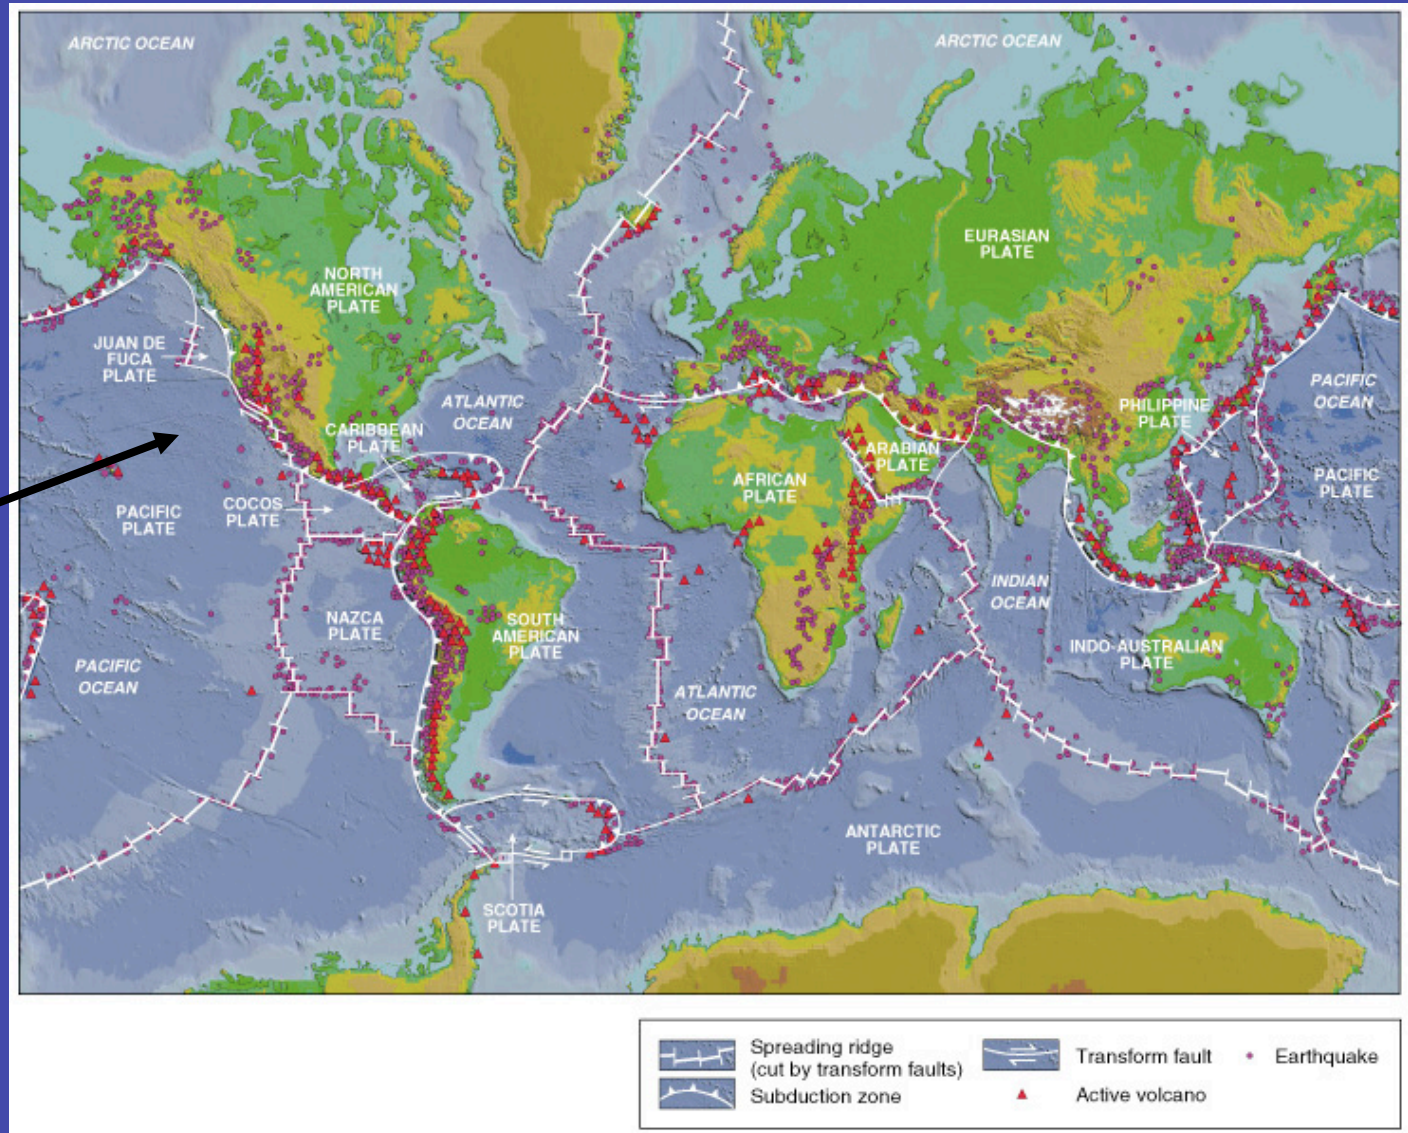 ARCTIC OCEAN
ARCTIC OCEAN
EURASIAN
PLATE
NORTH
AMERICAN
PLATE
JUAN DE
FUCA
PLATE
ATLANTIC
OCEAN
PACIFIC
OCEAN
CARIBBEAN
PLATE
PHILIPPINE
PLATE
ARABIAN
PLATE
AFRICAN
PLATE
PACIFIC
PLATE
COCOS
PLATE
PACIFIC
PLATE
INDIAN
OCEAN
NAZCA
PLATE
SOUTH
AMERICAN
PLATE
INDO-AUSTRALIAN
PLATE
PACIFIC
OCEAN
ATLANTIC
OCEAN
ANTARCTIC
PLATE
SCOTIA
PLATE
Spreading ridge
(cut by transform faults)
Subduction zone
Transform fault
Earthquake
Active volcano